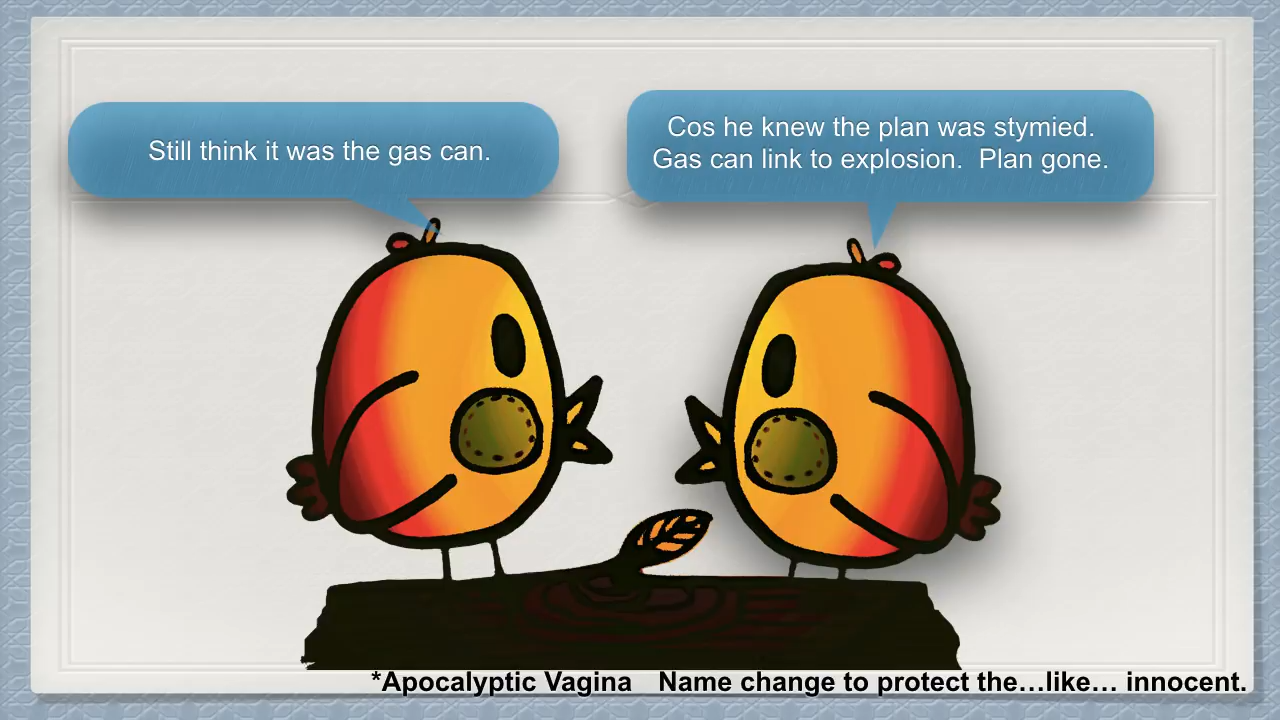 Still think it was the gas can.
Cos he knew the plan was stymied.
Gas can link to explosion.  Plan gone.
*Apocalyptic Vagina   Name change to protect the…like… innocent.